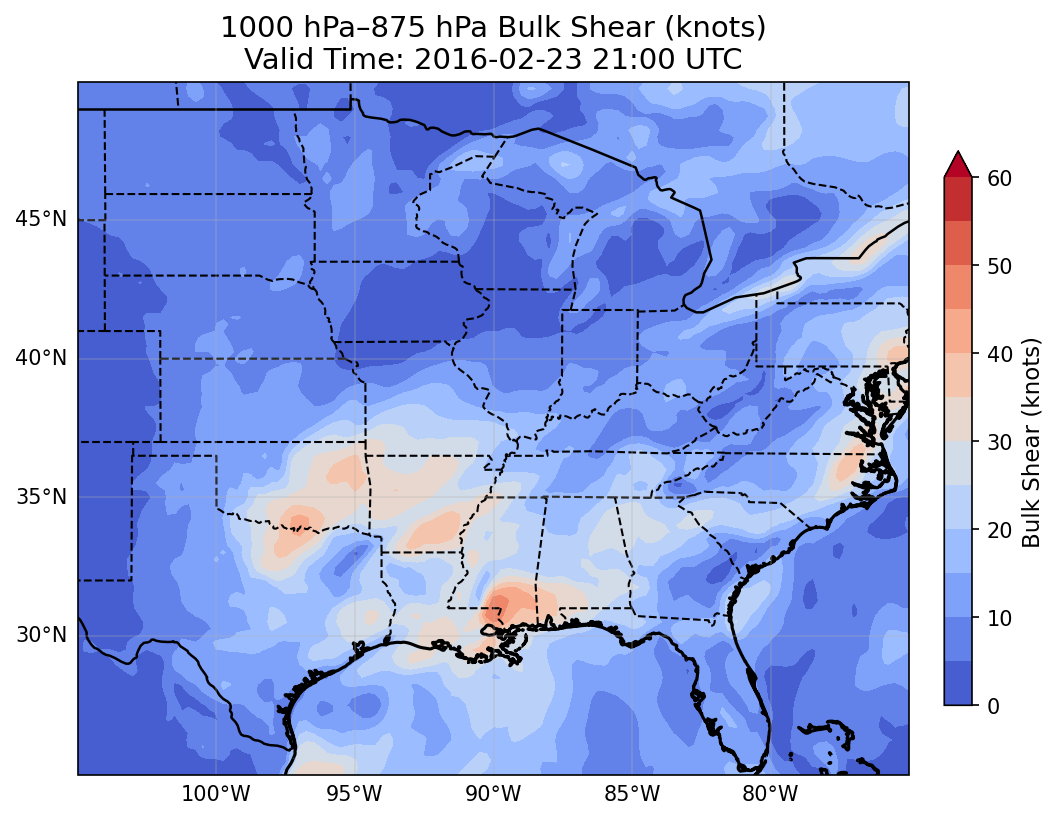 1000 hPa–875 hPa Bulk Shear (knots)
Valid Time: 2016-02-23 21:00 UTC
45°N
40°N
35°N
30°N
100°W
95°W
90°W
85°W
80°W
60
50
40
30
20
10
0
Bulk Shear (knots)